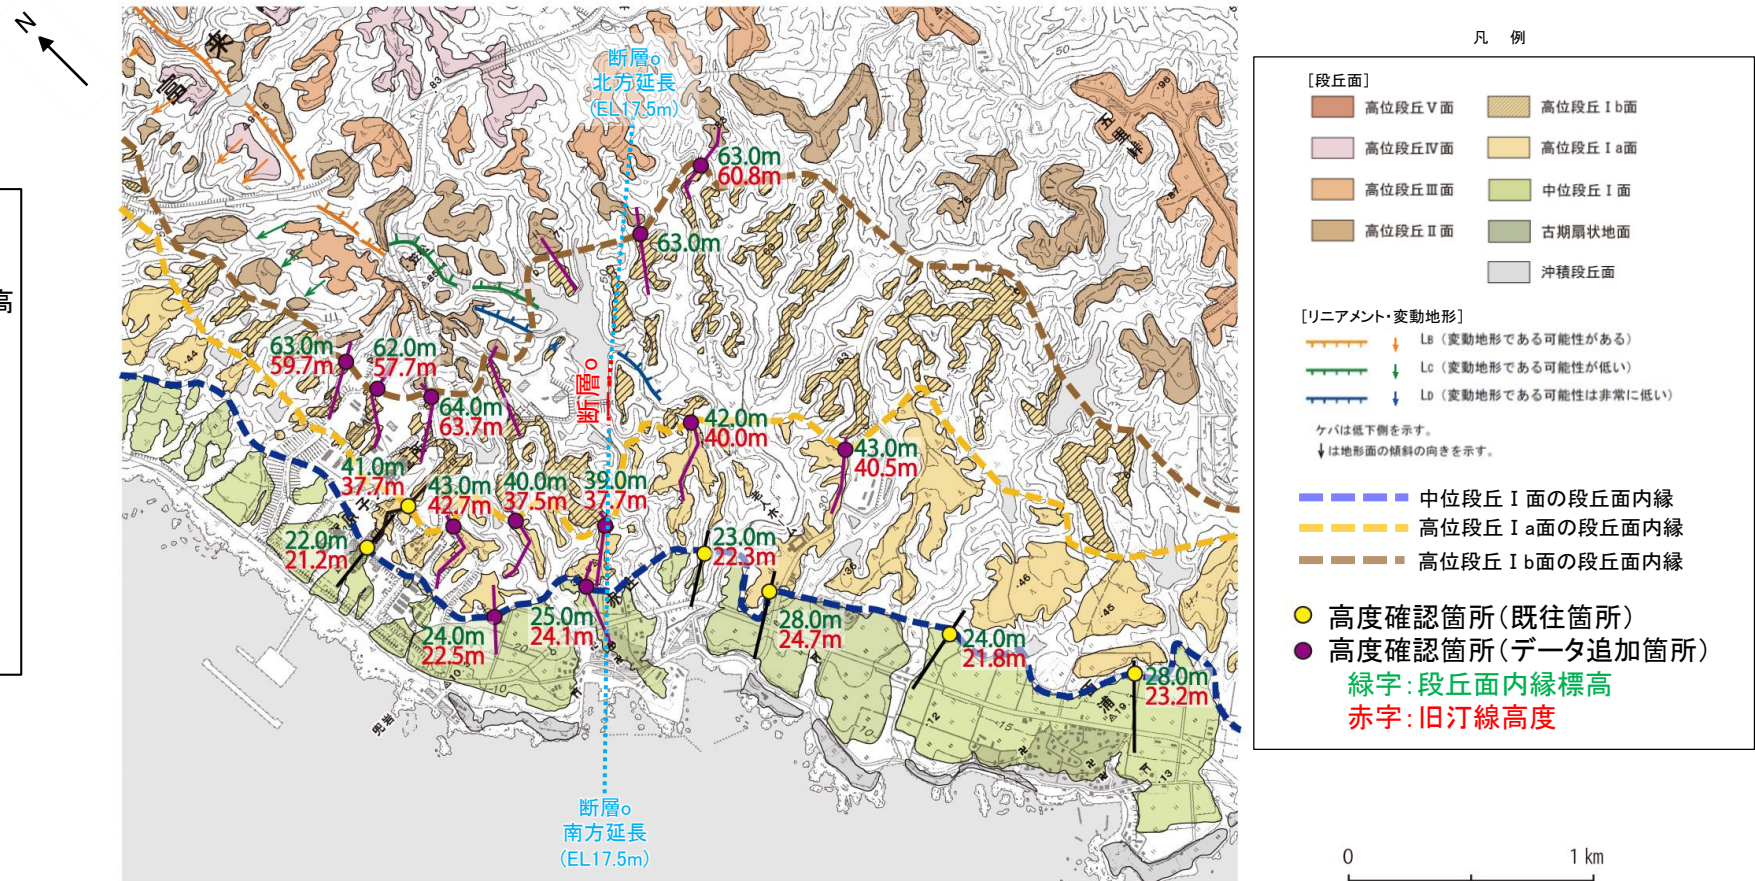 N
高
富
来
断層o
北方延長
(EL17.5m)
63.0m
60.8m
63.0m
63.0m
59.7m
62.0m
57.7m
64.0m
63.7m
断層o
42.0m
40.0m
43.0m
40.5m
41.0m
37.7m
43.0m
42.7m
40.0m
37.5m
39.0m
37.7m
22.0m
21.2m
23.0m
22.3m
24.0m
22.5m
25.0m
24.1m
28.0m
24.7m
24.0m
21.8m
28.0m
23.2m
老人ホーム
兜岩
断層o
南方延長
(EL17.5m)
凡 例
[段丘面]
高位段丘Ⅴ面
高位段丘Ⅰb面
高位段丘Ⅳ面
高位段丘Ⅰa面
高位段丘Ⅲ面
中位段丘Ⅰ面
高位段丘Ⅱ面
古期扇状地面
沖積段丘面
[リニアメント・変動地形]
LB (変動地形である可能性がある)
LC (変動地形である可能性が低い)
LD (変動地形である可能性は非常に低い)
ケバは低下側を示す。
↓は地形面の傾斜の向きを示す。
中位段丘Ⅰ面の段丘面内縁
高位段丘Ⅰa面の段丘面内縁
高位段丘Ⅰb面の段丘面内縁
高度確認箇所(既往箇所)
高度確認箇所(データ追加箇所)
緑字:段丘面内縁標高
赤字:旧汀線高度
0 1 km